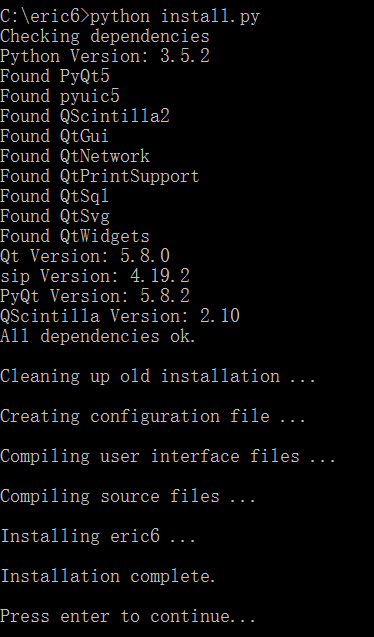 C:\eric6>python install.py
Checking dependencies
Python Version: 3.5.2
Found PyQt5
Found pyuic5
Found QScintilla2
Found QtGui
Found QtNetwork
Found QtPrintSupport
Found QtSql
Found QtSvg
Found QtWidgets
Qt Version: 5.8.0
sip Version: 4.19.2
PyQt Version: 5.8.2
QScintilla Version: 2.10
All dependencies ok.
Cleaning up old installation ...
Creating configuration file ...
Compiling user interface files ...
Compiling source files ...
Installing eric6 ...
Installation complete.
Press enter to continue...